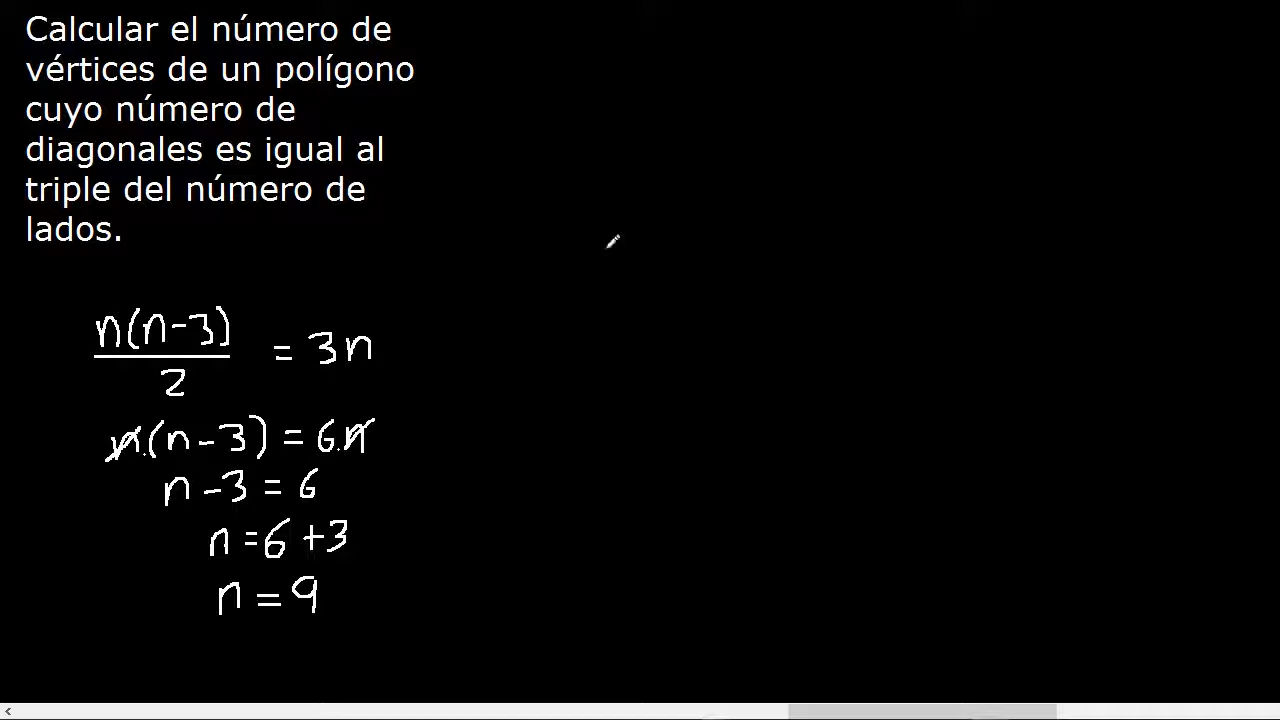 Calcular el número de
vértices de un polígono
cuyo número de
diagonales es igual al
triple del número de
lados.
n(n-3)
2
= 3n
n.(n-3) = 6.n
n-3 = 6
n = 6 + 3
n = 9